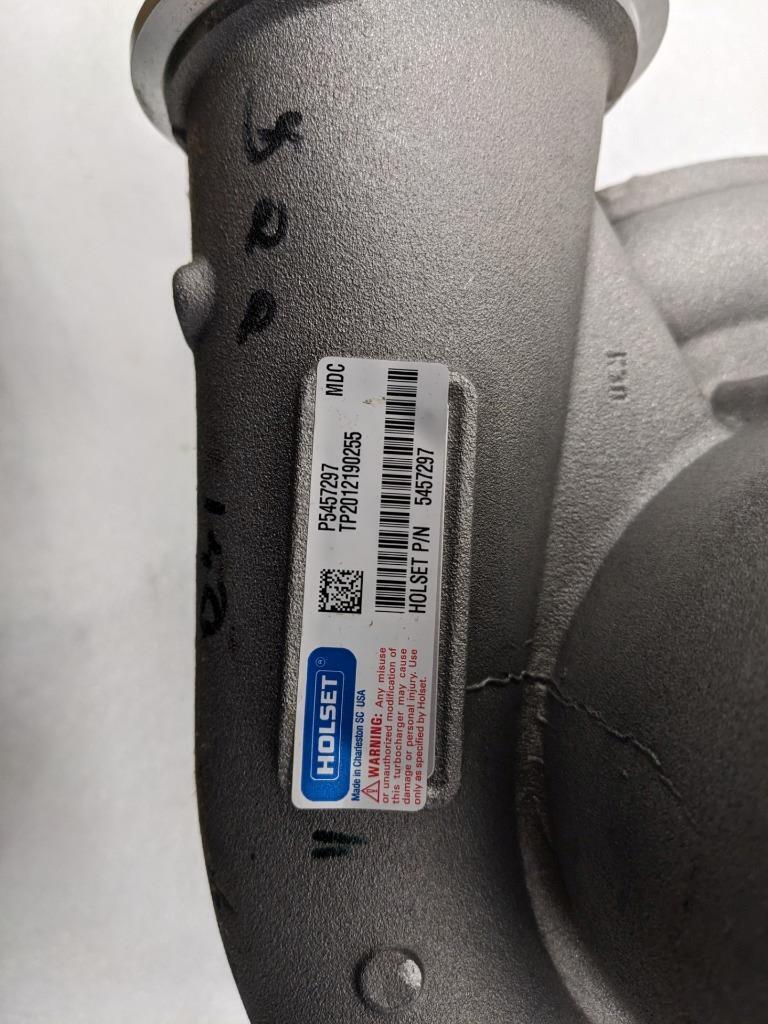 HOLSET ®
Made in Charleston SC USA
WARNING: Any misuse
or unauthorized modification of
this turbocharger may cause
damage or personal injury. Use
only as specified by Holset.
P5457297 MDC
TP2012190255
HOLSET P/N 5457297